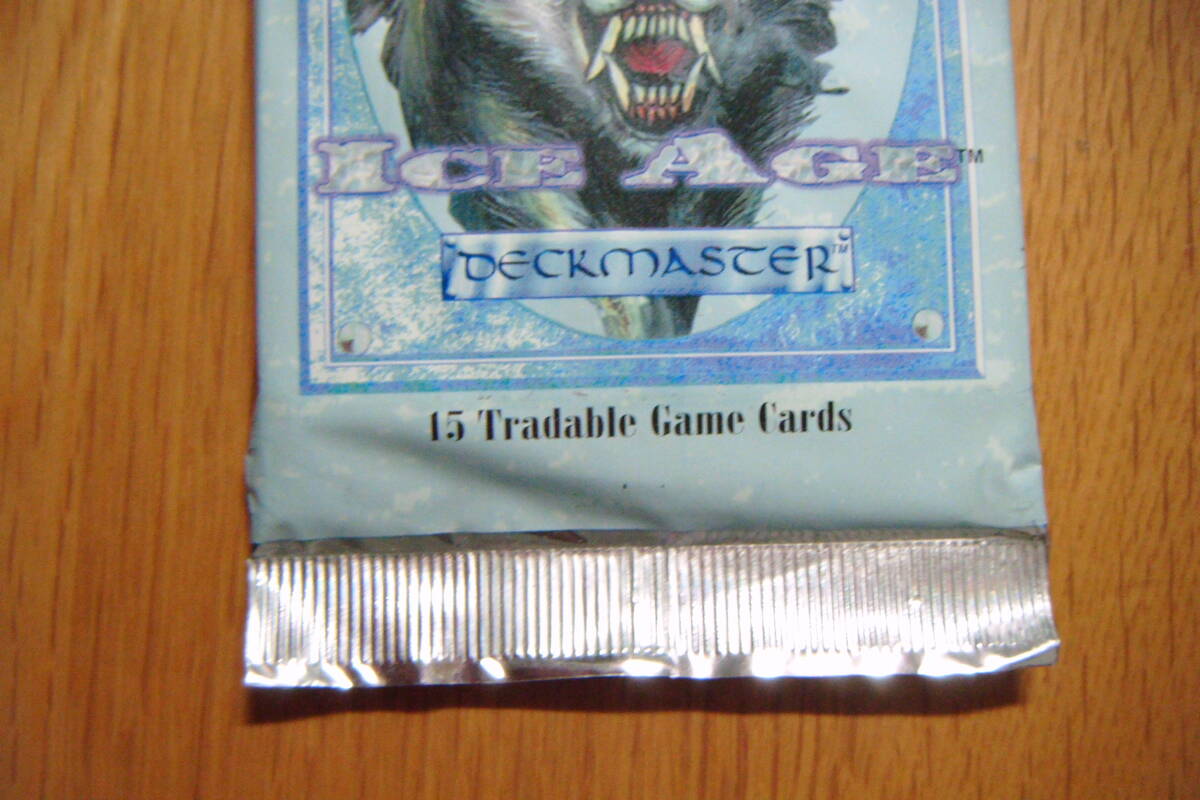 ICE AGE™
DECKMASTER™
15 Tradable Game Cards